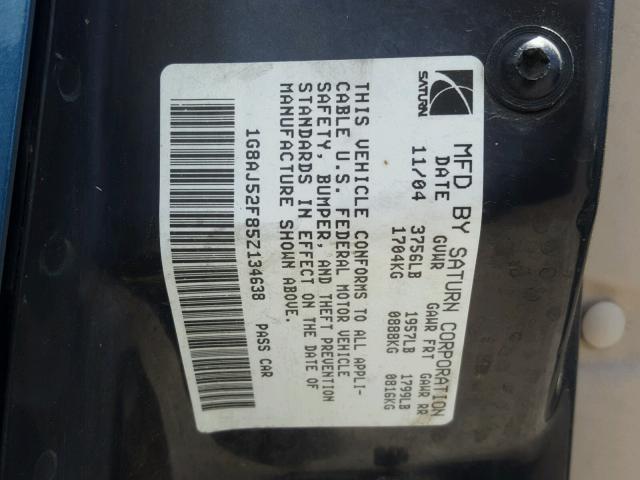 SATURN
MFD BY SATURN CORPORATION
DATE GVWR GAWR FRT GAWR RR
11/04 3756LB 1957LB 1799LB
1704KG 0888KG 0816KG
THIS VEHICLE CONFORMS TO ALL APPLI-
CABLE U.S. FEDERAL MOTOR VEHICLE
SAFETY, BUMPER, AND THEFT PREVENTION
STANDARDS IN EFFECT ON THE DATE OF
MANUFACTURE SHOWN ABOVE.
1G8AJ52F85Z134638 PASS CAR